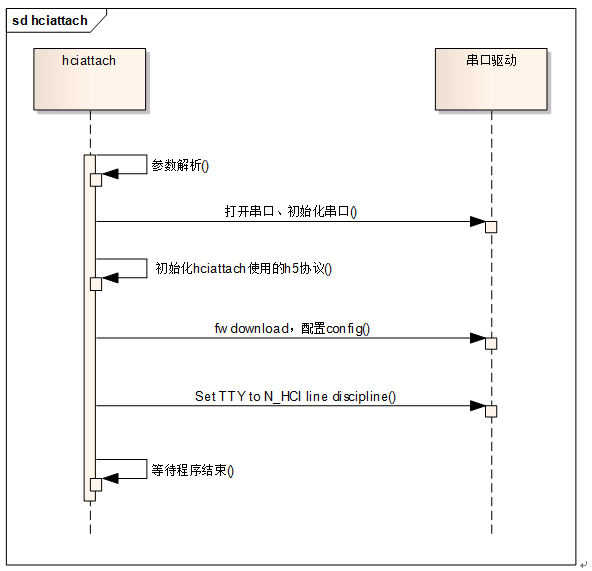 sd hciattach
hciattach
串口驱动
参数解析()
打开串口、初始化串口()
初始化hciattach使用的h5协议()
fw download，配置config()
Set TTY to N_HCI line discipline()
等待程序结束()